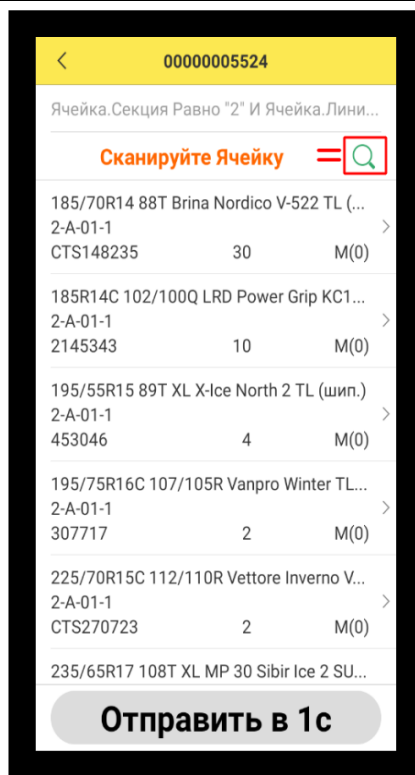 00000005524
Ячейка.Секция Равно "2" И Ячейка.Лини...
Сканируйте Ячейку =
185/70R14 88T Brina Nordico V-522 TL (...
2-A-01-1
CTS148235 30 М(0)
185R14C 102/100Q LRD Power Grip KC1...
2-A-01-1
2145343 10 М(0)
195/55R15 89T XL X-Ice North 2 TL (шип.)
2-A-01-1
453046 4 М(0)
195/75R16C 107/105R Vanpro Winter TL...
2-A-01-1
307717 2 М(0)
225/70R15C 112/110R Vettore Inverno V...
2-A-01-1
CTS270723 2 М(0)
235/65R17 108T XL MP 30 Sibir Ice 2 SU...
Отправить в 1с